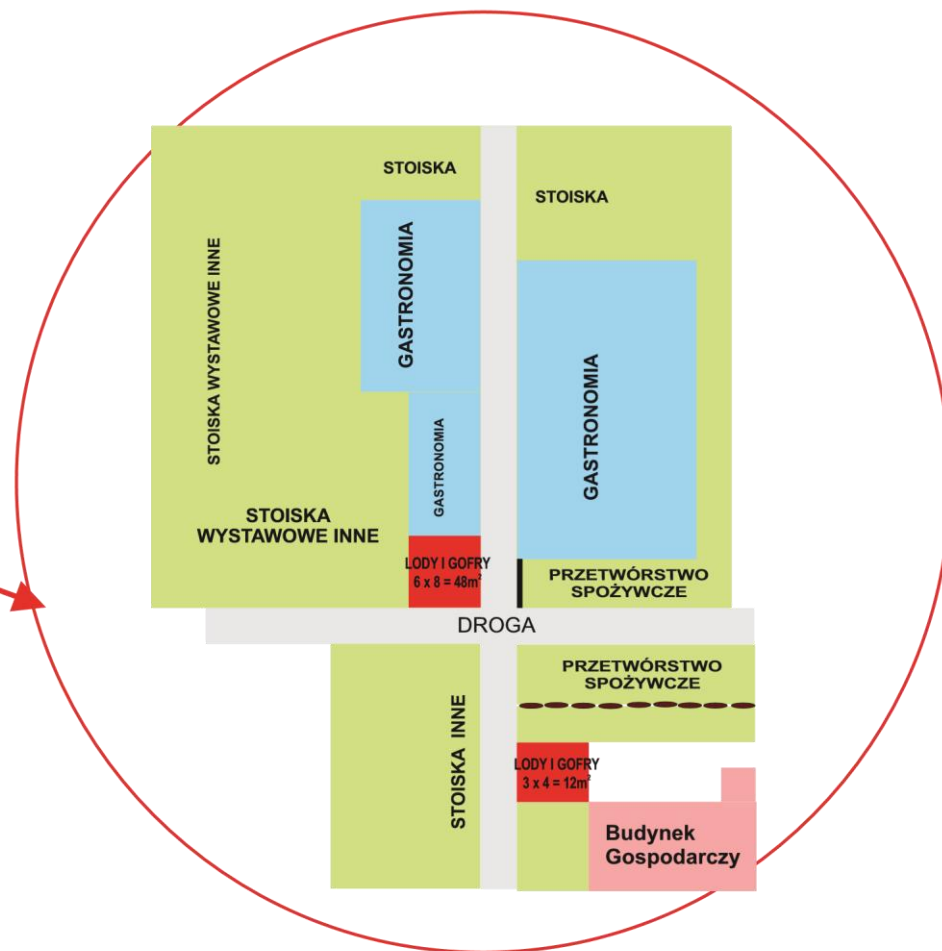 STOISKA
STOISKA
STOISKA WYSTAWOWE INNE
GASTRONOMIA
GASTRONOMIA
GASTRONOMIA
STOISKA
WYSTAWOWE INNE
LODY I GOFRY
6 x 8 = 48m²
PRZETWÓRSTWO
SPOŻYWCZE
DROGA
PRZETWÓRSTWO
SPOŻYWCZE
STOISKA INNE
LODY I GOFRY
3 x 4 = 12m²
Budynek
Gospodarczy